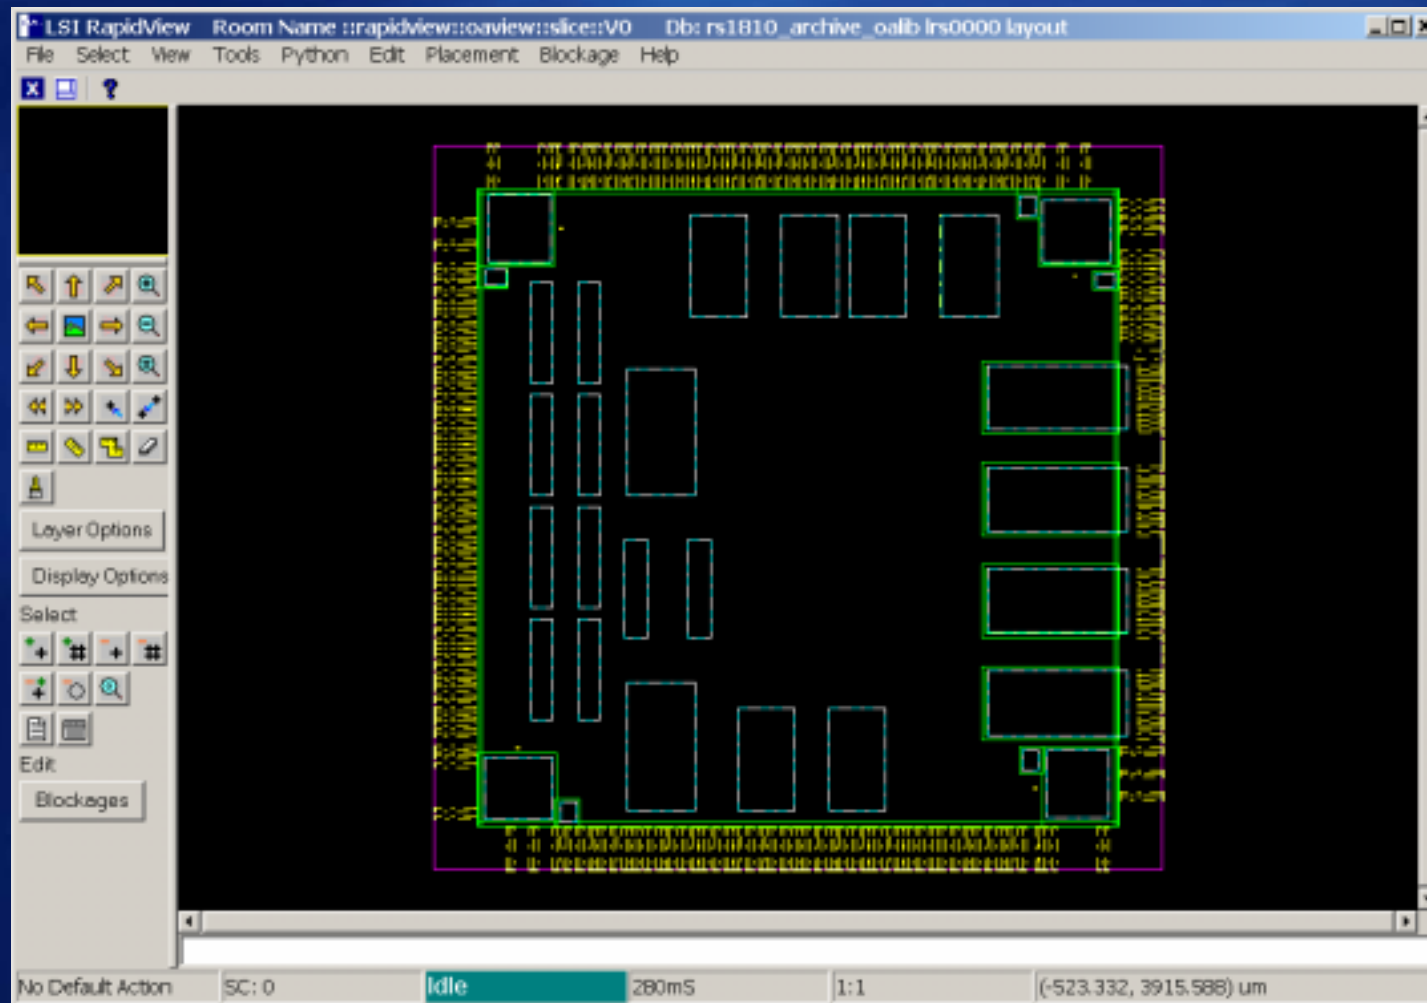 LSI RapidView Room Name ::rapidview::oaview::slice::V0 Db: rs1810_archive_oalib lrs0000 layout
File Select View Tools Python Edit Placement Blockage Help
Layer Options
Display Options
Select
Edit
Blockages
No Default Action SC: 0 Idle 280mS 1:1 (-523.332, 3915.588) um